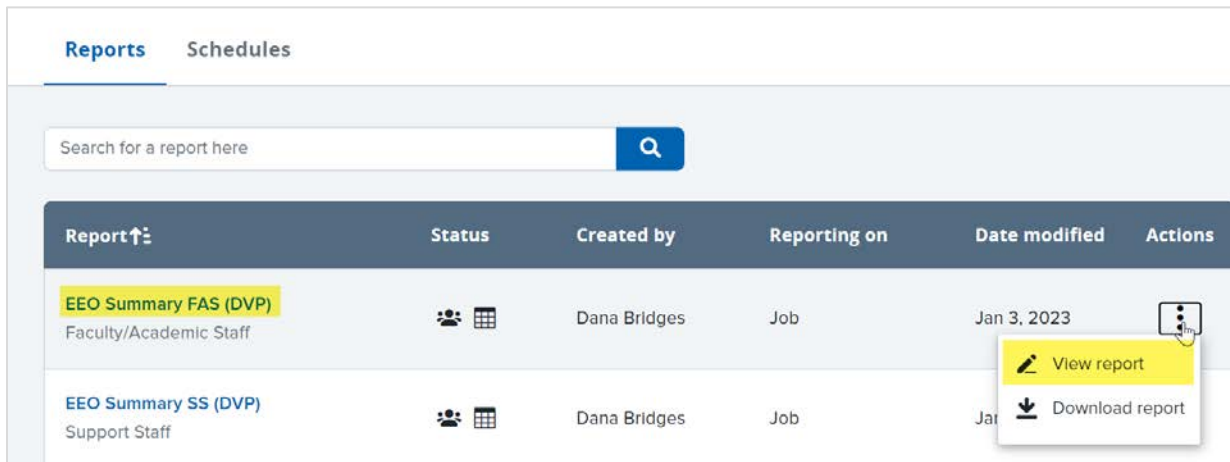 Reports Schedules
Search for a report here
Report Status Created by Reporting on Date modified Actions
EEO Summary FAS (DVP)
Faculty/Academic Staff
Dana Bridges Job Jan 3, 2023
View report
EEO Summary SS (DVP)
Support Staff
Dana Bridges Job
Download report